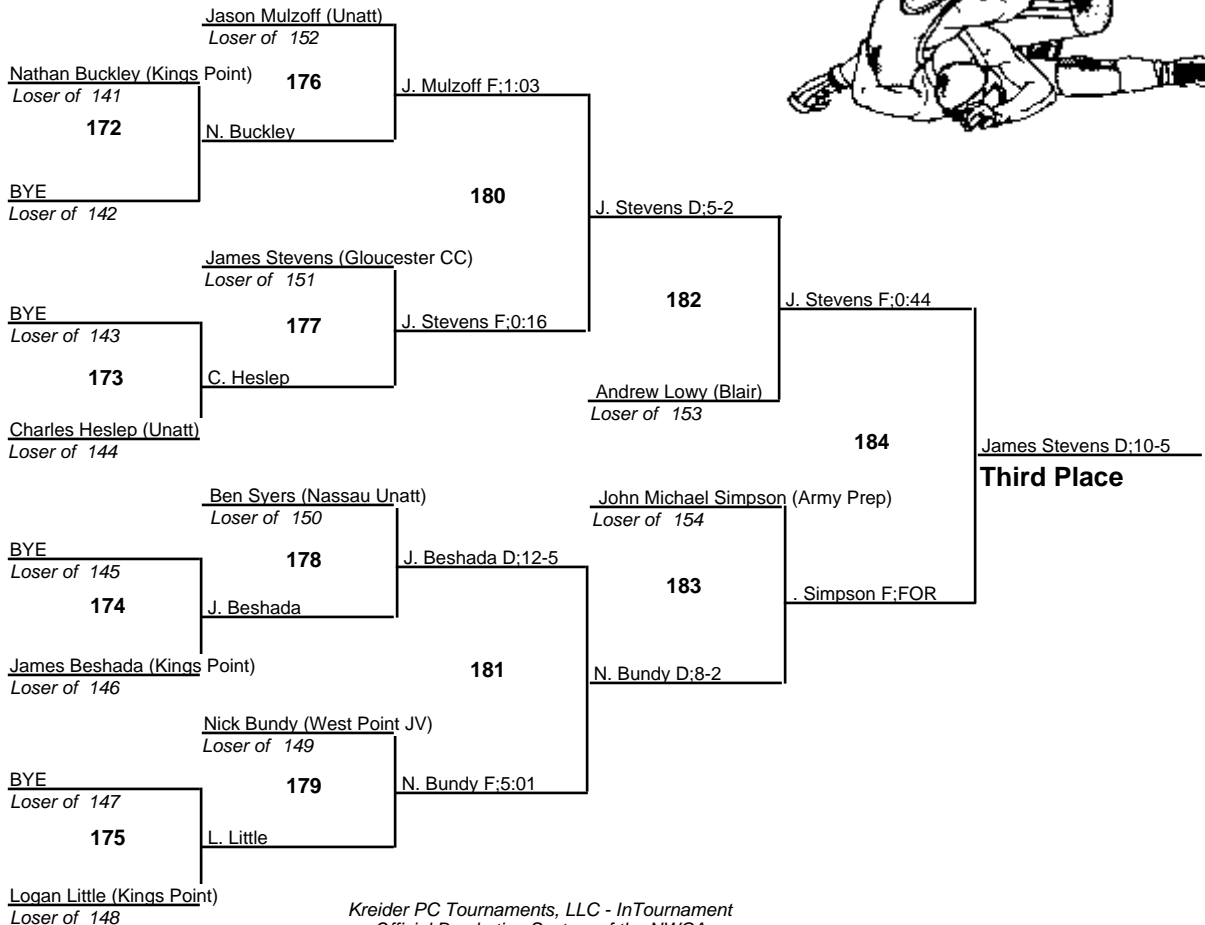 Jason Mulzoff (Unatt)
Loser of 152
Nathan Buckley (Kings Point)
Loser of 141
176
J. Mulzoff F;1:03
172
N. Buckley
BYE
Loser of 142
180
J. Stevens D;5-2
James Stevens (Gloucester CC)
Loser of 151
BYE
Loser of 143
177
J. Stevens F;0:16
182
J. Stevens F;0:44
173
C. Heslep
Andrew Lowy (Blair)
Loser of 153
Charles Heslep (Unatt)
Loser of 144
184
James Stevens D;10-5
Third Place
Ben Syers (Nassau Unatt)
Loser of 150
John Michael Simpson (Army Prep)
Loser of 154
BYE
Loser of 145
178
J. Beshada D;12-5
183
. Simpson F;FOR
174
J. Beshada
James Beshada (Kings Point)
Loser of 146
181
N. Bundy D;8-2
Nick Bundy (West Point JV)
Loser of 149
BYE
Loser of 147
179
N. Bundy F;5:01
175
L. Little
Logan Little (Kings Point)
Loser of 148
Kreider PC Tournaments, LLC - InTournament